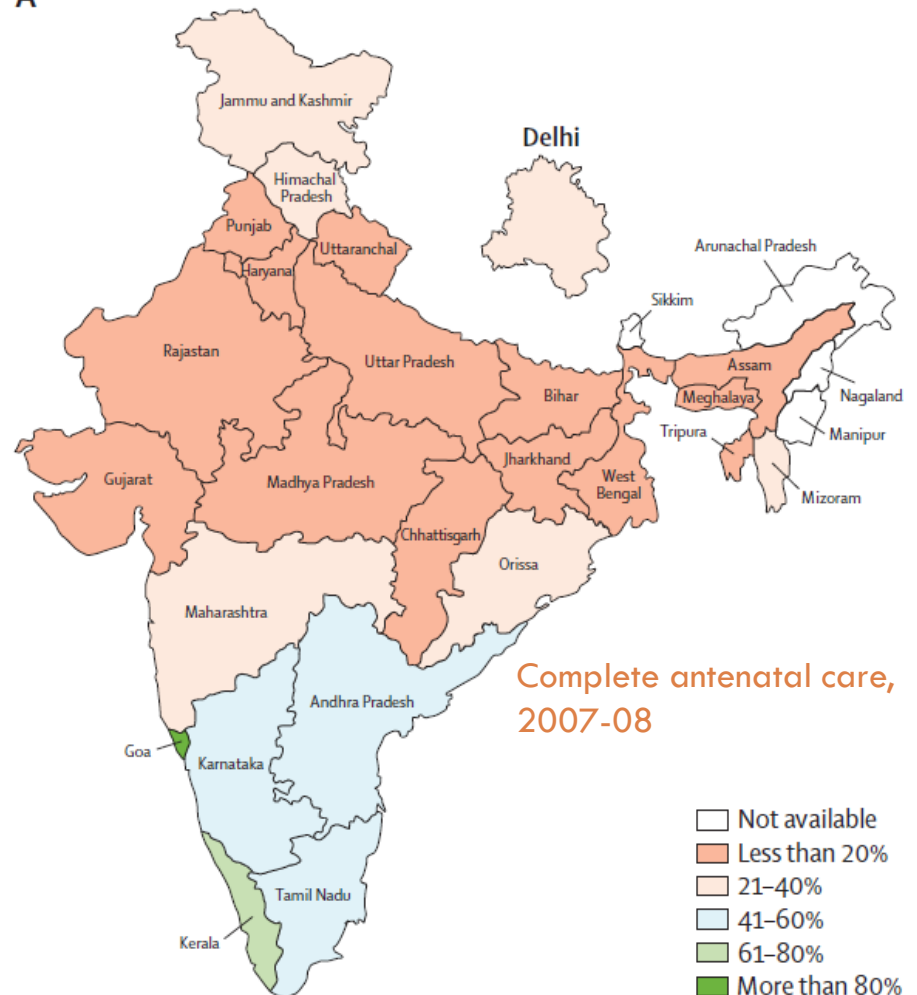 A
Jammu and Kashmir
Delhi
Himachal
Pradesh
Punjab
Uttaranchal
Haryana
Arunachal Pradesh
Sikkim
Rajastan
Uttar Pradesh
Assam
Bihar
Meghalaya
Nagaland
Tripura
Manipur
Jharkhand
Gujarat
Madhya Pradesh
West
Bengal
Mizoram
Chhattisgarh
Orissa
Maharashtra
Complete antenatal care,
2007-08
Andhra Pradesh
Goa
Karnataka
Tamil Nadu
Kerala
Not available
Less than 20%
21–40%
41–60%
61–80%
More than 80%